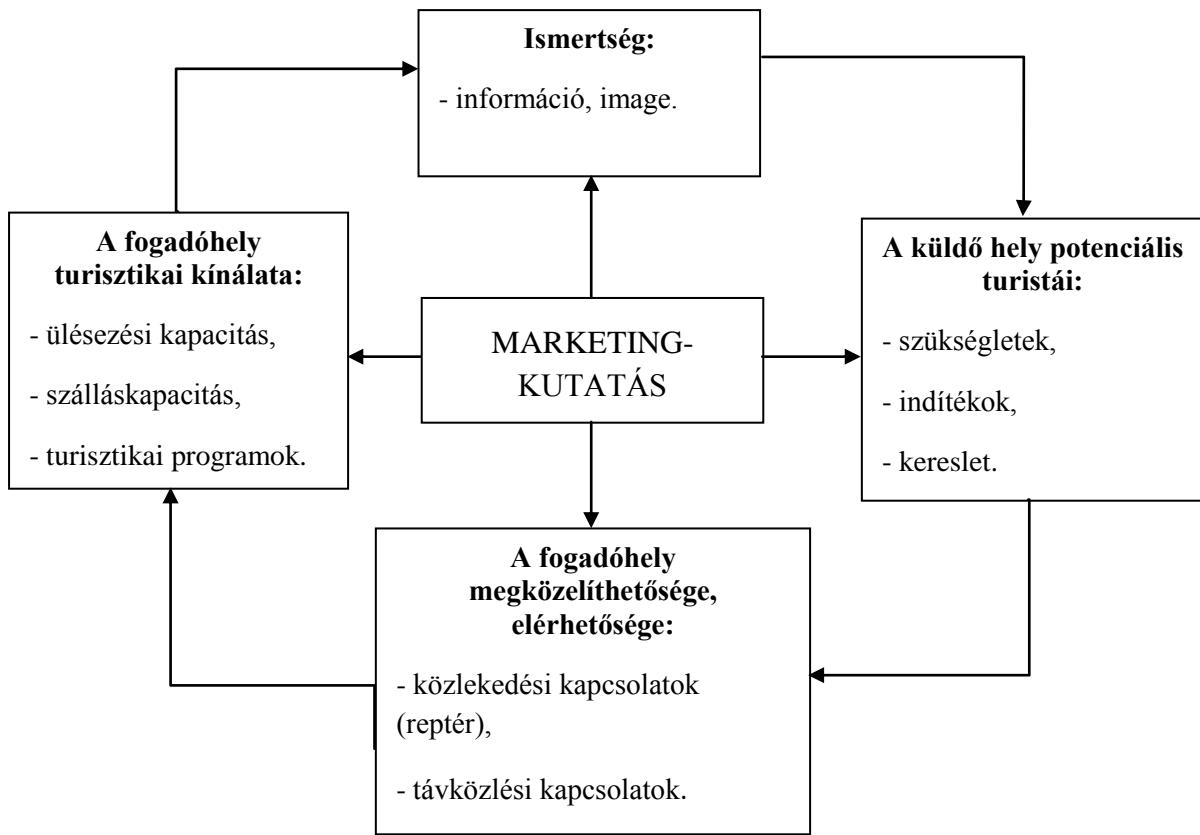 Ismertség:
- információ, image.
A fogadóhely
turisztikai kínálata:
- ülésezési kapacitás,
- szálláskapacitás,
- turisztikai programok.
MARKETING-
KUTATÁS
A küldő hely potenciális
turistái:
- szükségletek,
- indítékok,
- kereslet.
A fogadóhely
megközelíthetősége,
elérhetősége:
- közlekedési kapcsolatok
(reptér),
- távközlési kapcsolatok.